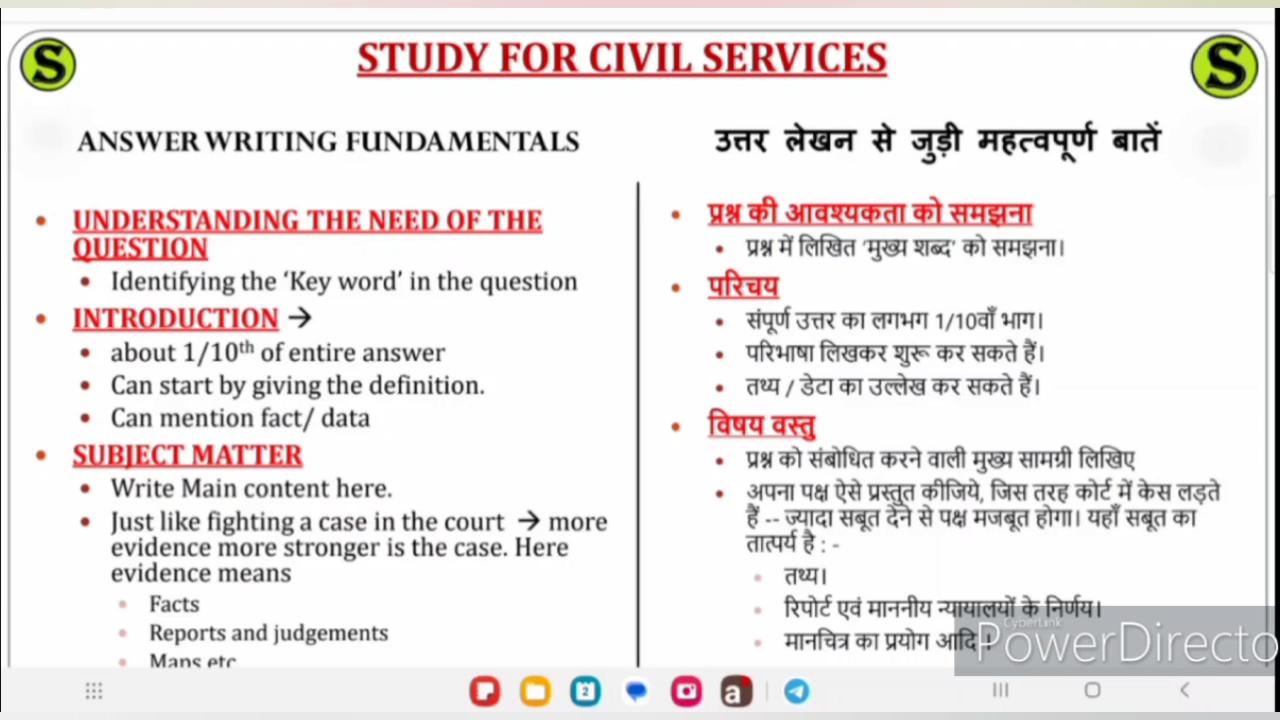 S
STUDY FOR CIVIL SERVICES
S
ANSWER WRITING FUNDAMENTALS
• UNDERSTANDING THE NEED OF THE
QUESTION
• Identifying the ‘Key word’ in the question
• INTRODUCTION →
• about 1/10th of entire answer
• Can start by giving the definition.
• Can mention fact/ data
• SUBJECT MATTER
• Write Main content here.
• Just like fighting a case in the court → more
evidence more stronger is the case. Here
evidence means
• Facts
• Reports and judgements
• Maps etc
उत्तर लेखन से जुड़ी महत्वपूर्ण बातें
• प्रश्न की आवश्यकता को समझना
• प्रश्न में लिखित ‘मुख्य शब्द’ को समझना।
• परिचय
• संपूर्ण उत्तर का लगभग 1/10वाँ भाग।
• परिभाषा लिखकर शुरू कर सकते हैं।
• तथ्य / डेटा का उल्लेख कर सकते हैं।
• विषय वस्तु
• प्रश्न को संबोधित करने वाली मुख्य सामग्री लिखिए
• अपना पक्ष ऐसे प्रस्तुत कीजिये, जिस तरह कोर्ट में केस लड़ते
हैं -- ज्यादा सबूत देने से पक्ष मजबूत होगा। यहाँ सबूत का
तात्पर्य है : -
• तथ्य।
• रिपोर्ट एवं माननीय न्यायालयों के निर्णय।
• मानचित्र का प्रयोग आदि ।
CyberLink
PowerDirecto
2
a